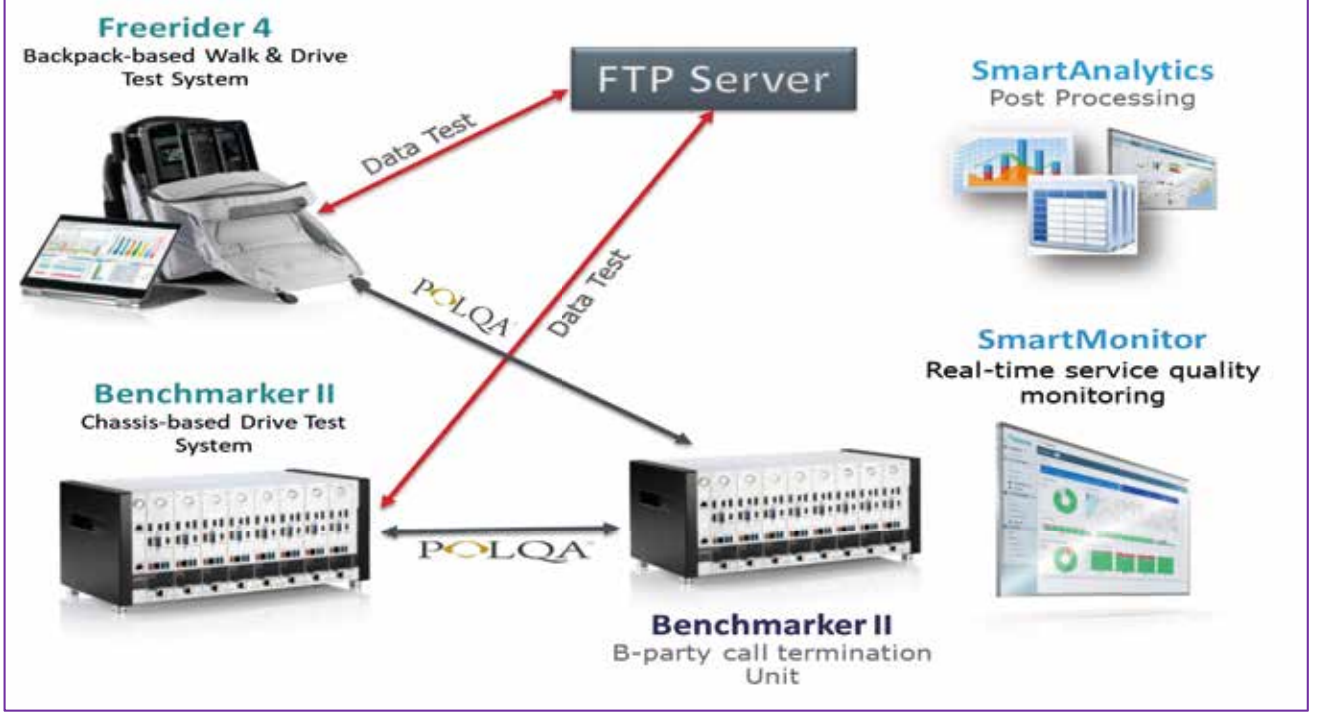 Freerider 4
Backpack-based Walk & Drive
Test System
FTP Server
SmartAnalytics
Post Processing
Data Test
POLQA
Data Test
SmartMonitor
Real-time service quality
monitoring
Benchmarker II
Chassis-based Drive Test
System
POLQA
Benchmarker II
B-party call termination
Unit